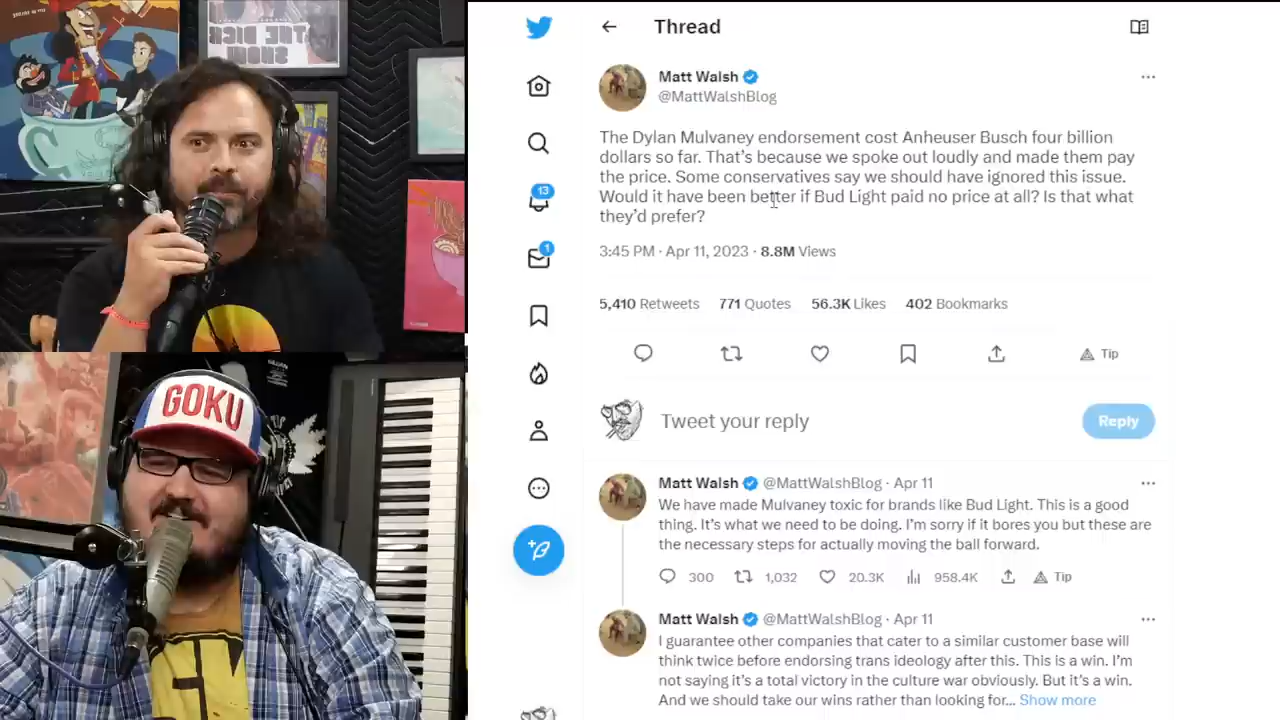 THE DICK
SHOW
GOKU
Thread
Matt Walsh
@MattWalshBlog
The Dylan Mulvaney endorsement cost Anheuser Busch four billion
dollars so far. That's because we spoke out loudly and made them pay
the price. Some conservatives say we should have ignored this issue.
Would it have been better if Bud Light paid no price at all? Is that what
they'd prefer?
3:45 PM · Apr 11, 2023 · 8.8M Views
5,410 Retweets 771 Quotes 56.3K Likes 402 Bookmarks
Tip
Tweet your reply
Reply
13
1
Matt Walsh @MattWalshBlog · Apr 11
We have made Mulvaney toxic for brands like Bud Light. This is a good
thing. It's what we need to be doing. I'm sorry if it bores you but these are
the necessary steps for actually moving the ball forward.
300 1,032 20.3K 958.4K Tip
Matt Walsh @MattWalshBlog · Apr 11
I guarantee other companies that cater to a similar customer base will
think twice before endorsing trans ideology after this. This is a win. I'm
not saying it's a total victory in the culture war obviously. But it's a win.
And we should take our wins rather than looking for... Show more